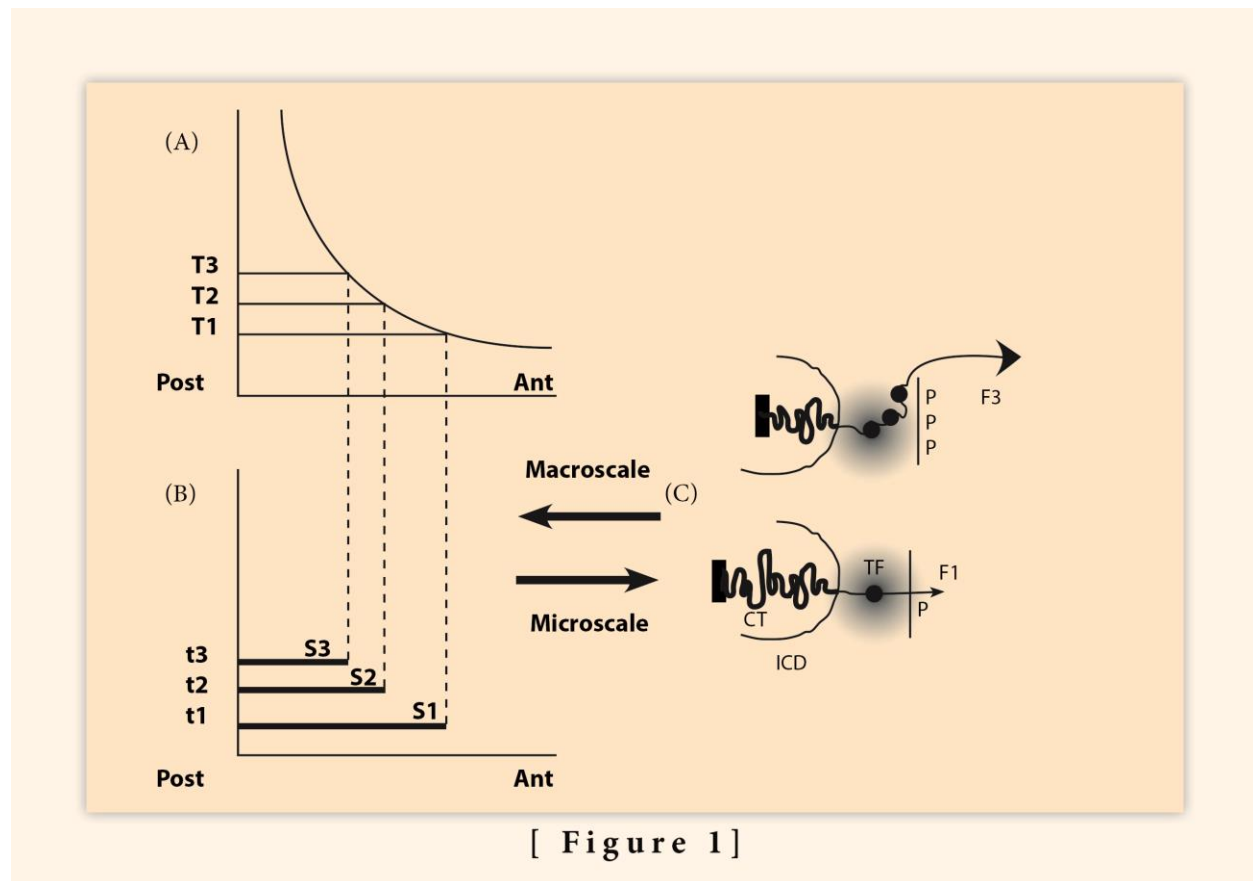 (A)
T3
T2
T1
Post Ant
(B)
t3 S3
t2 S2
t1 S1
Post Ant
Macroscale
Microscale
(C)
P
P
P
F3
TF
F1
P
CT
ICD
[ Figure 1]